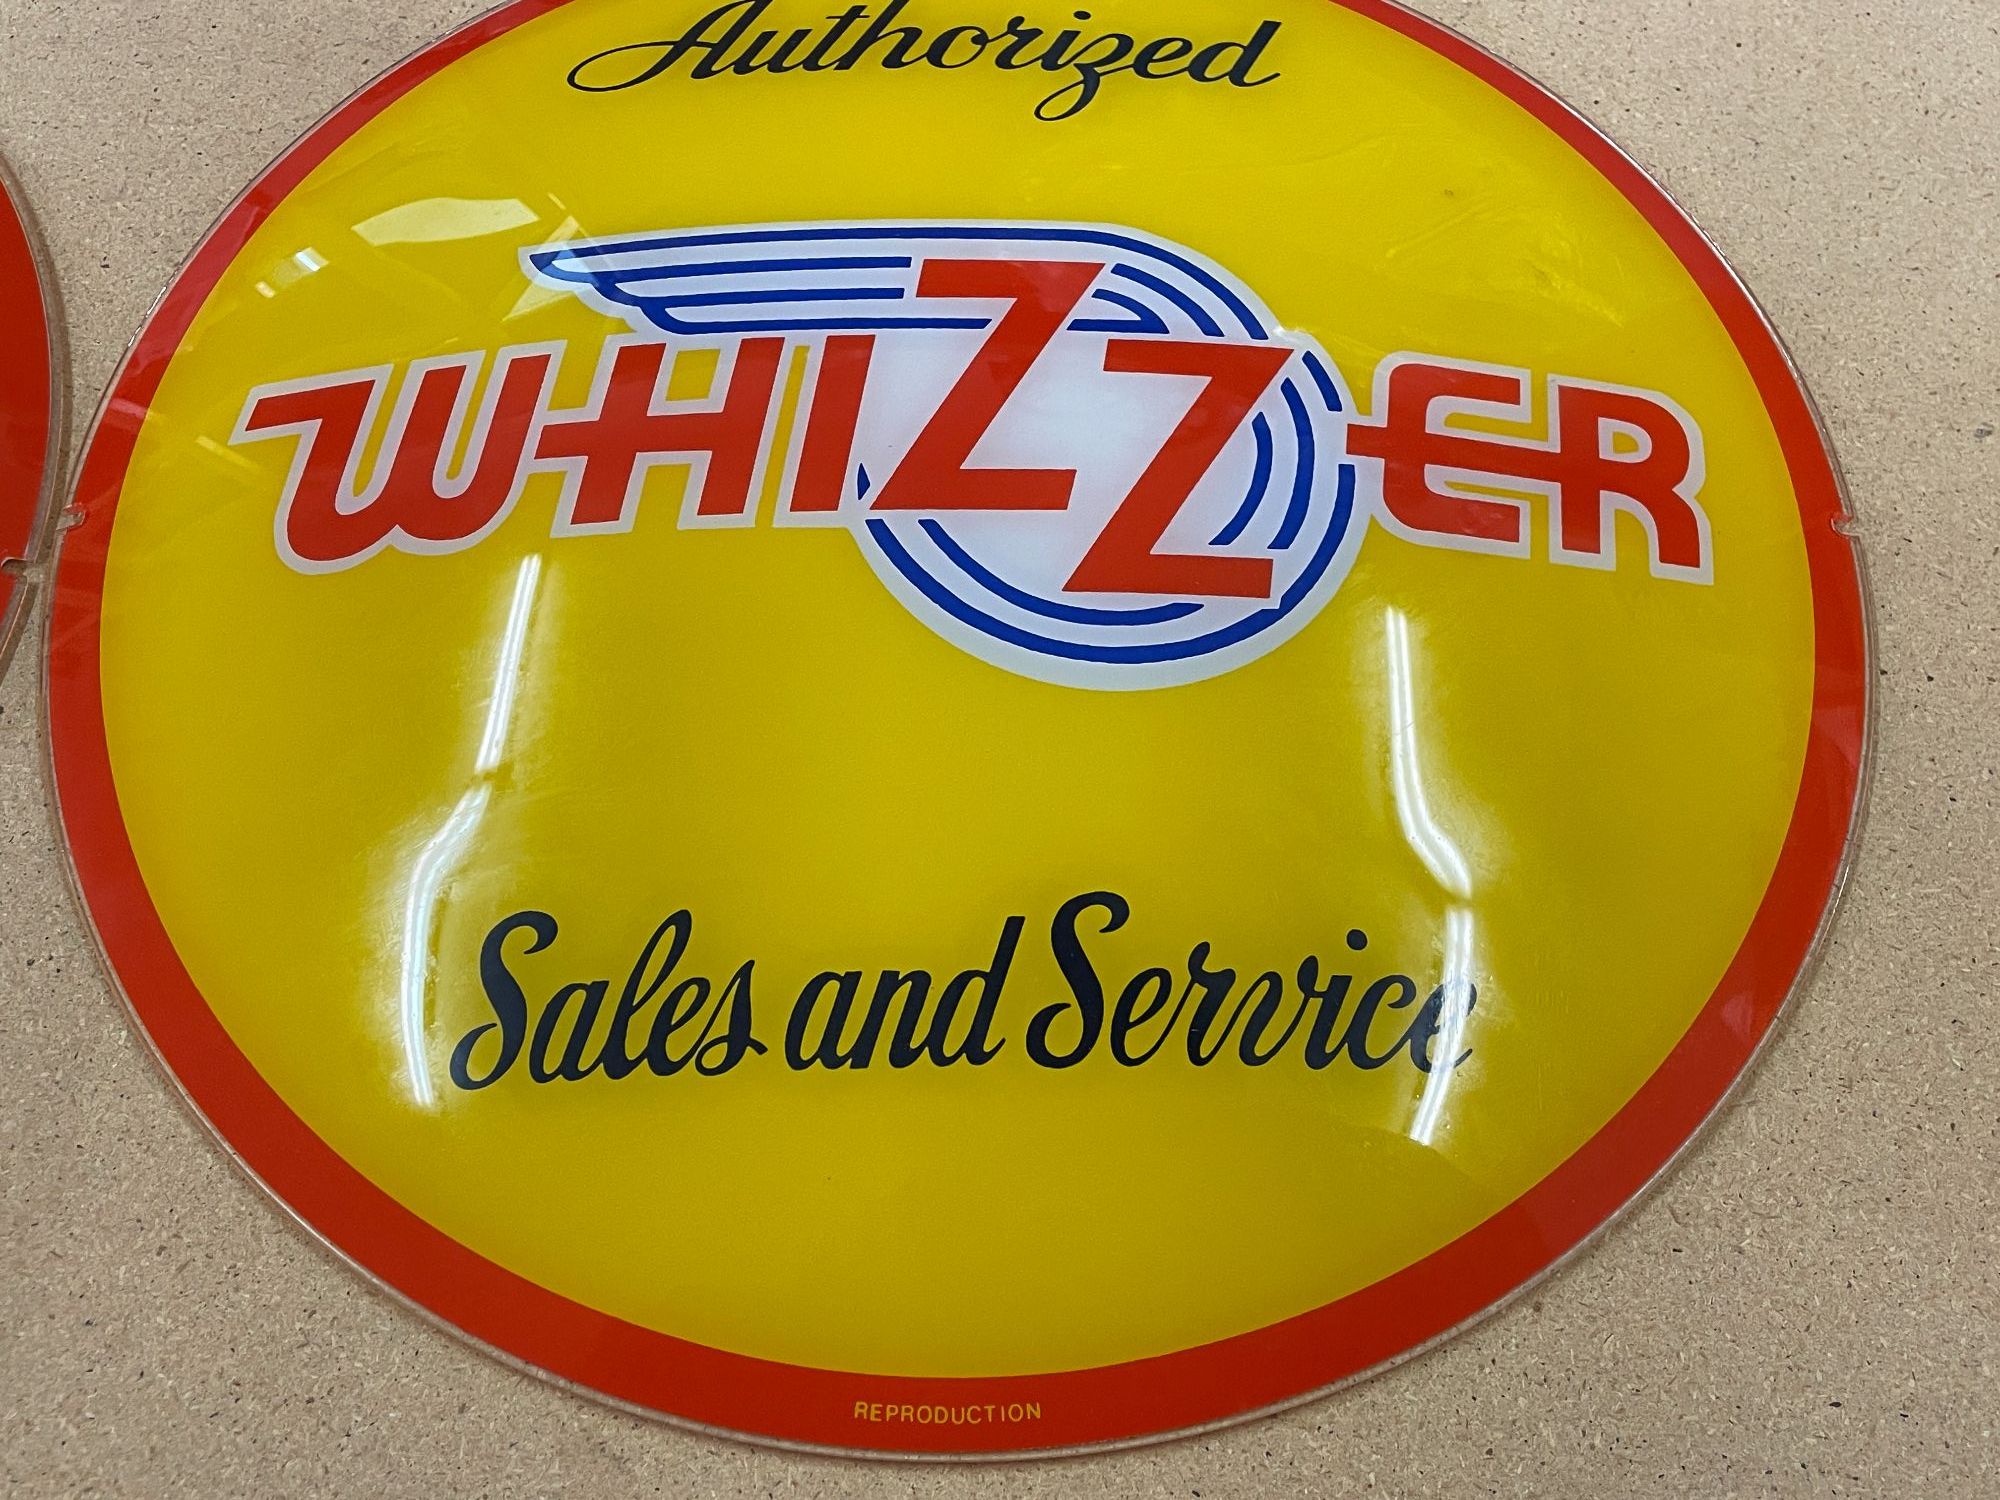 Authorized
WHIZZER
Sales and Service
REPRODUCTION